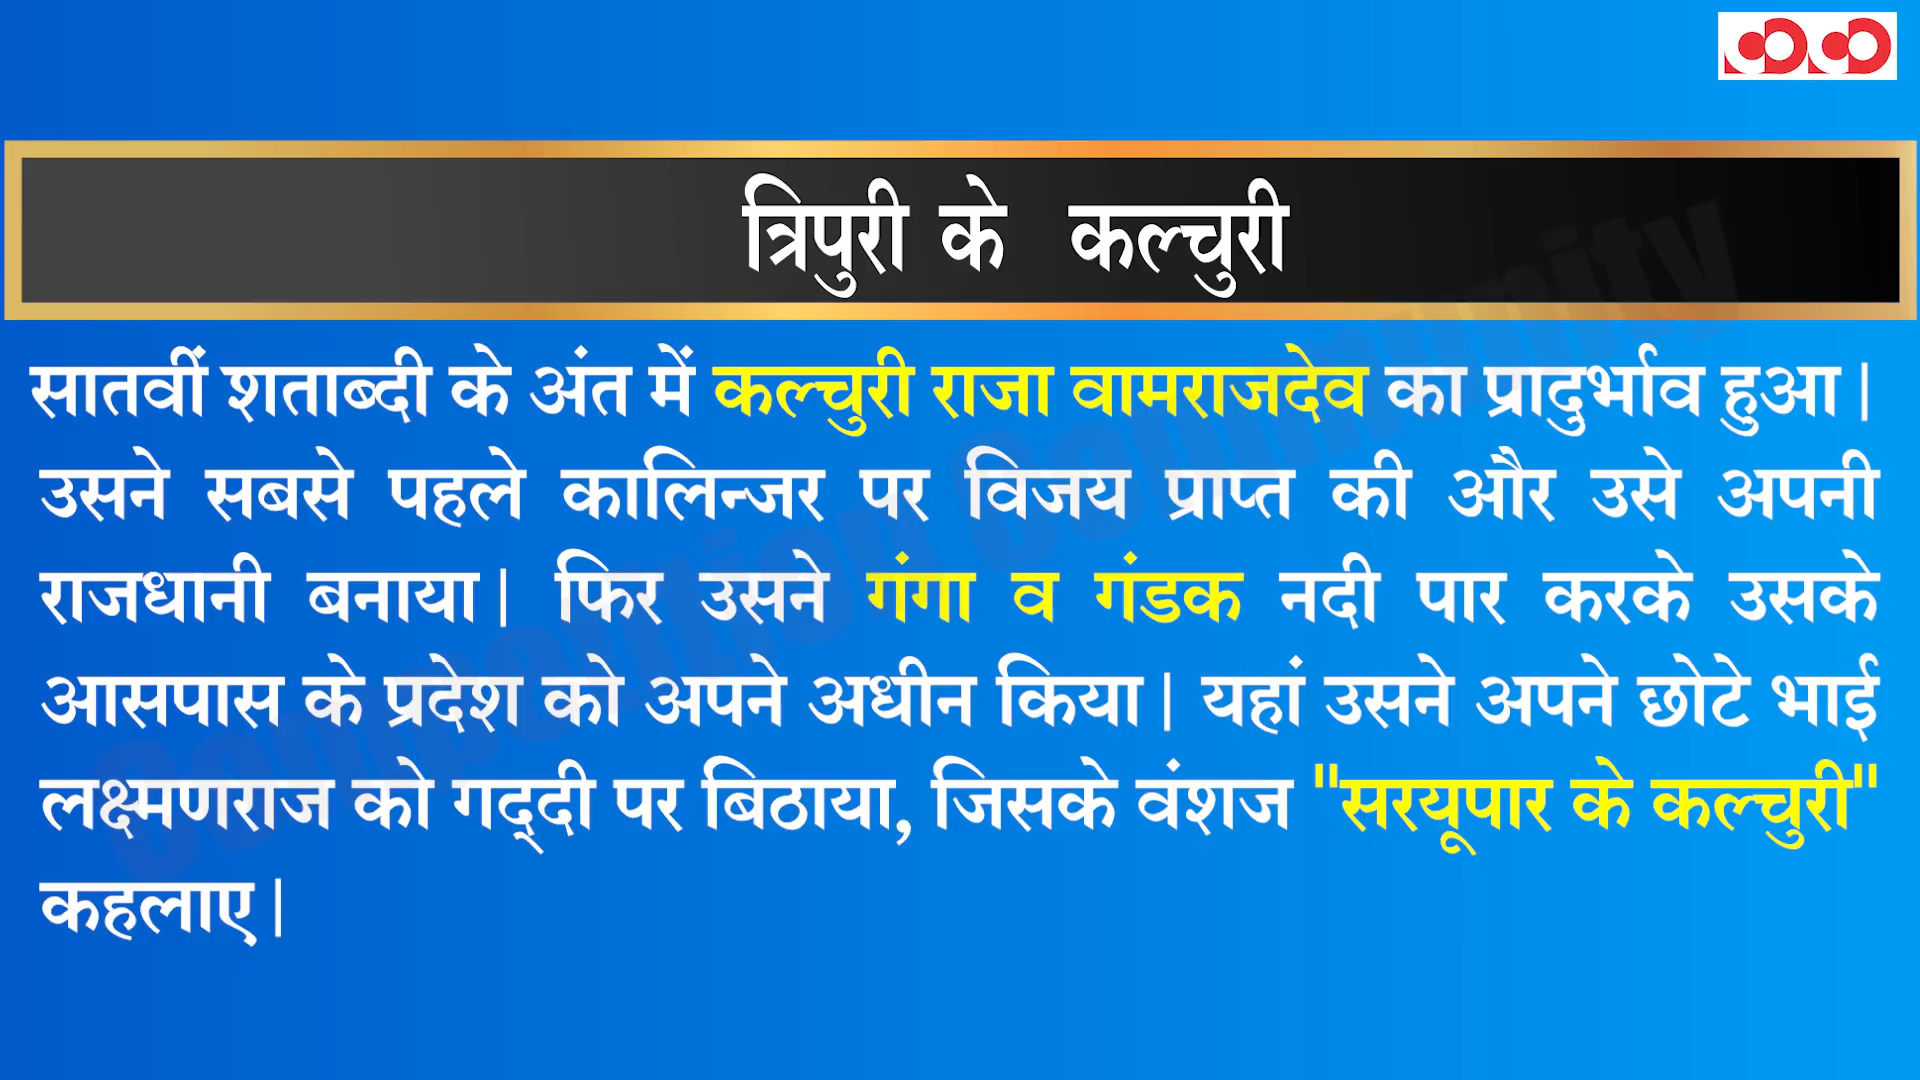 त्रिपुरी के कल्चुरी
सातवीं शताब्दी के अंत में कल्चुरी राजा वामराजदेव का प्रादुर्भाव हुआ|
उसने सबसे पहले कालिन्जर पर विजय प्राप्त की और उसे अपनी
राजधानी बनाया| फिर उसने गंगा व गंडक नदी पार करके उसके
आसपास के प्रदेश को अपने अधीन किया| यहां उसने अपने छोटे भाई
लक्ष्मणराज को गद्‌दी पर बिठाया, जिसके वंशज "सरयूपार के कल्चुरी"
कहलाए|
Competition Community